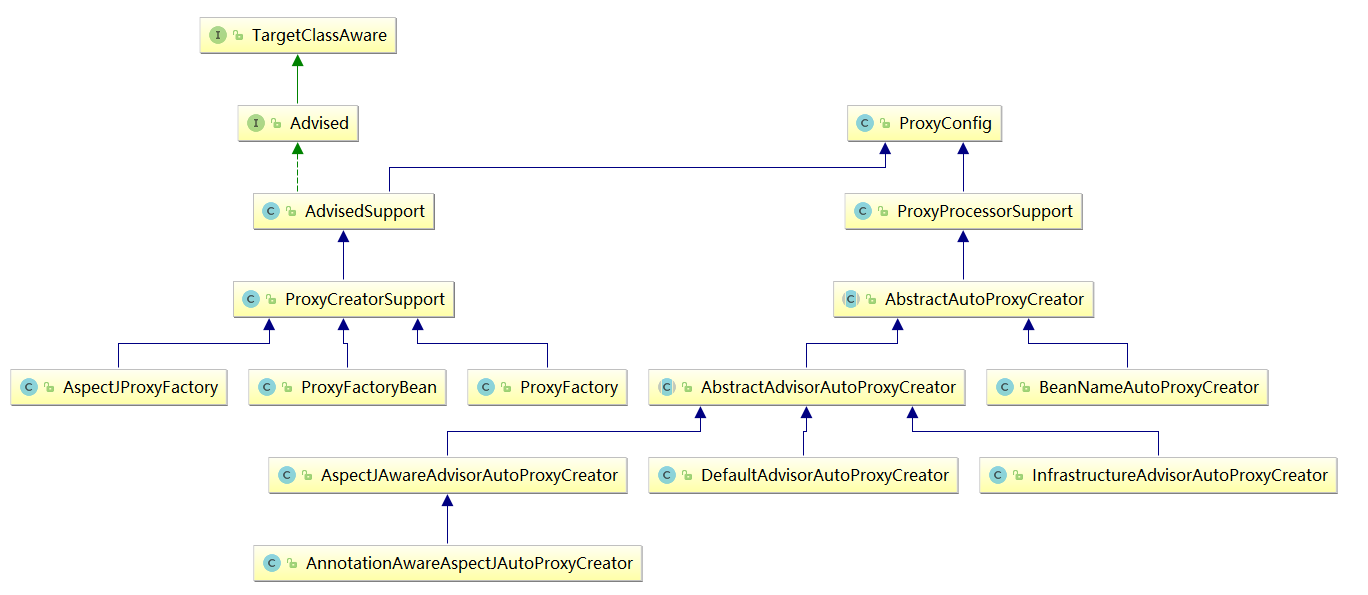 I TargetClassAware
I Advised
C ProxyConfig
C AdvisedSupport
C ProxyProcessorSupport
C ProxyCreatorSupport
C AbstractAutoProxyCreator
C AspectJProxyFactory
C ProxyFactoryBean
C ProxyFactory
C AbstractAdvisorAutoProxyCreator
C BeanNameAutoProxyCreator
C AspectJAwareAdvisorAutoProxyCreator
C DefaultAdvisorAutoProxyCreator
C InfrastructureAdvisorAutoProxyCreator
C AnnotationAwareAspectJAutoProxyCreator